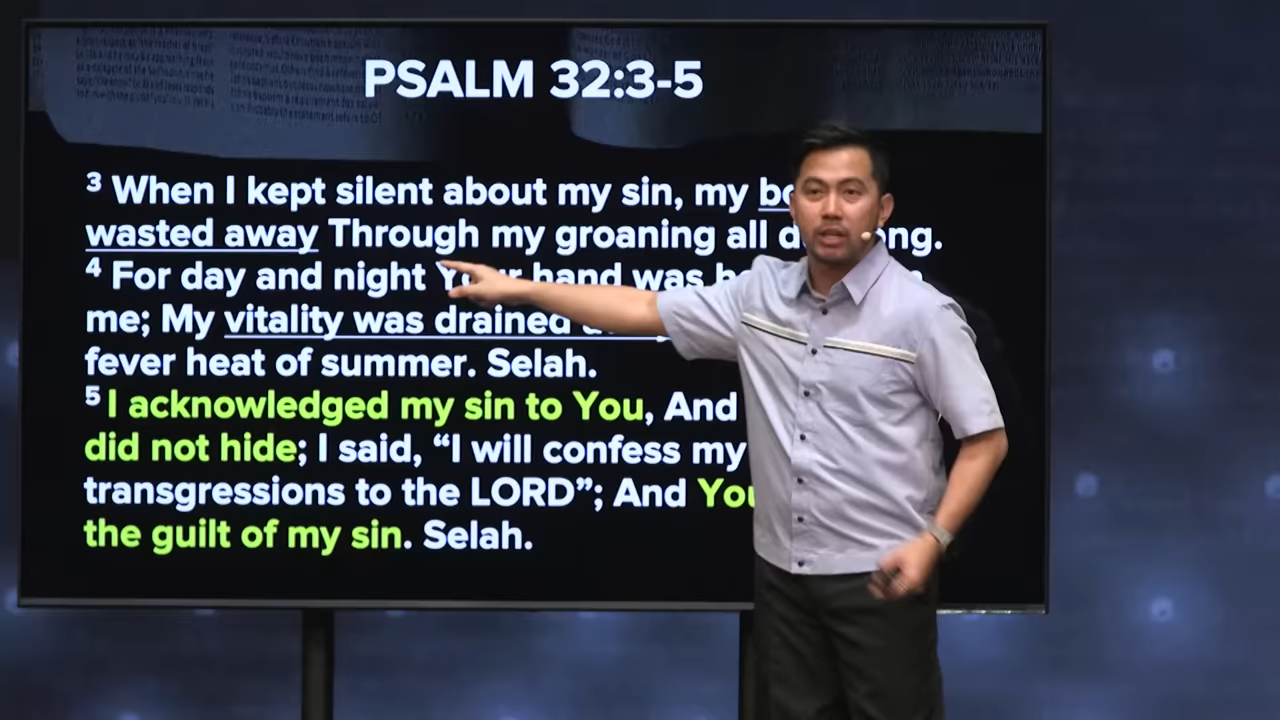 PSALM 32:3-5
3 When I kept silent about my sin, my
wasted away Through my groaning all
4 For day and night hand was
me; My vitality was drained
fever heat of summer. Selah.
5 I acknowledged my sin to You, And
did not hide; I said, “I will confess my
transgressions to the LORD”; And
the guilt of my sin. Selah.